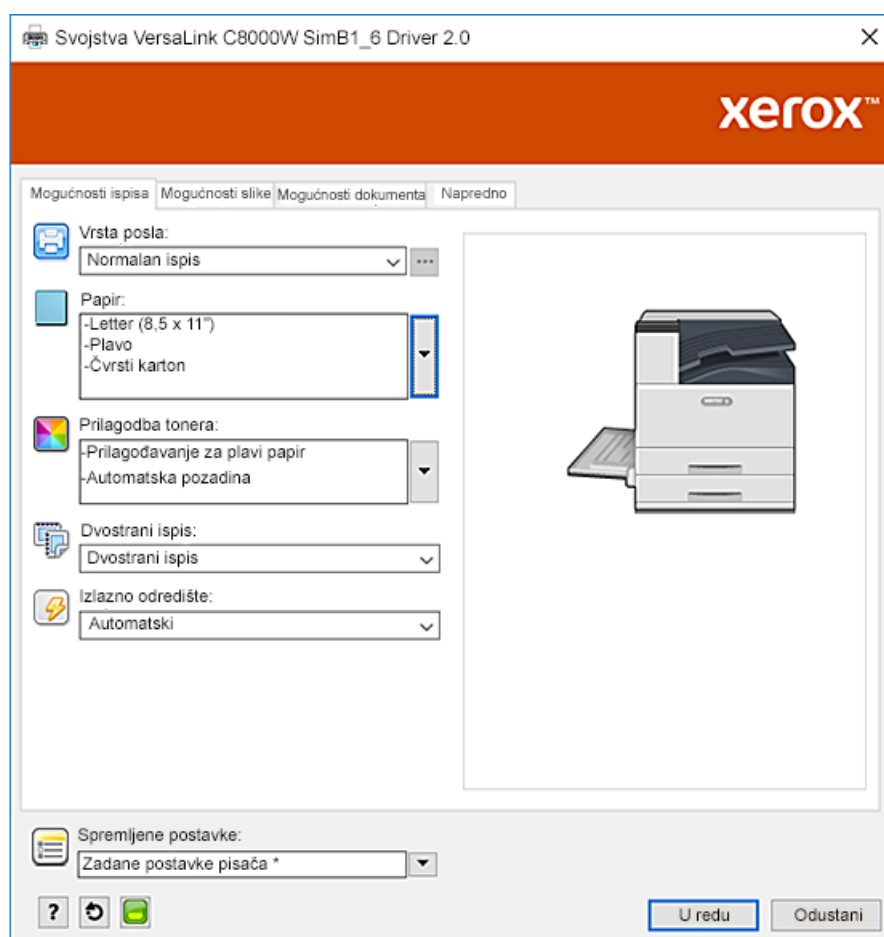 Svojstva VersaLink C8000W SimB1_6 Driver 2.0
xerox™
Mogućnosti ispisa Mogućnosti slike Mogućnosti dokumenta Napredno
Vrsta posla:
Normalan ispis
Papir:
-Letter (8,5 x 11")
-Plavo
-Čvrsti karton
Prilagodba tonera:
-Prilagođavanje za plavi papir
-Automatska pozadina
Dvostrani ispis:
Dvostrani ispis
Izlazno odredište:
Automatski
Spremljene postavke:
Zadane postavke pisača *
?
U redu Odustani